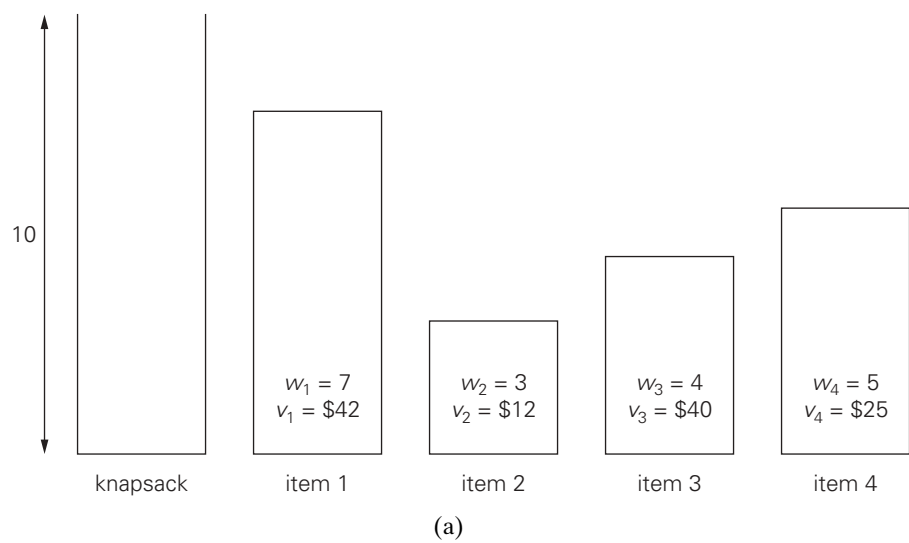 10
w₁ = 7
v₁ = $42
w₂ = 3
v₂ = $12
w₃ = 4
v₃ = $40
w₄ = 5
v₄ = $25
knapsack
item 1
item 2
item 3
item 4
(a)